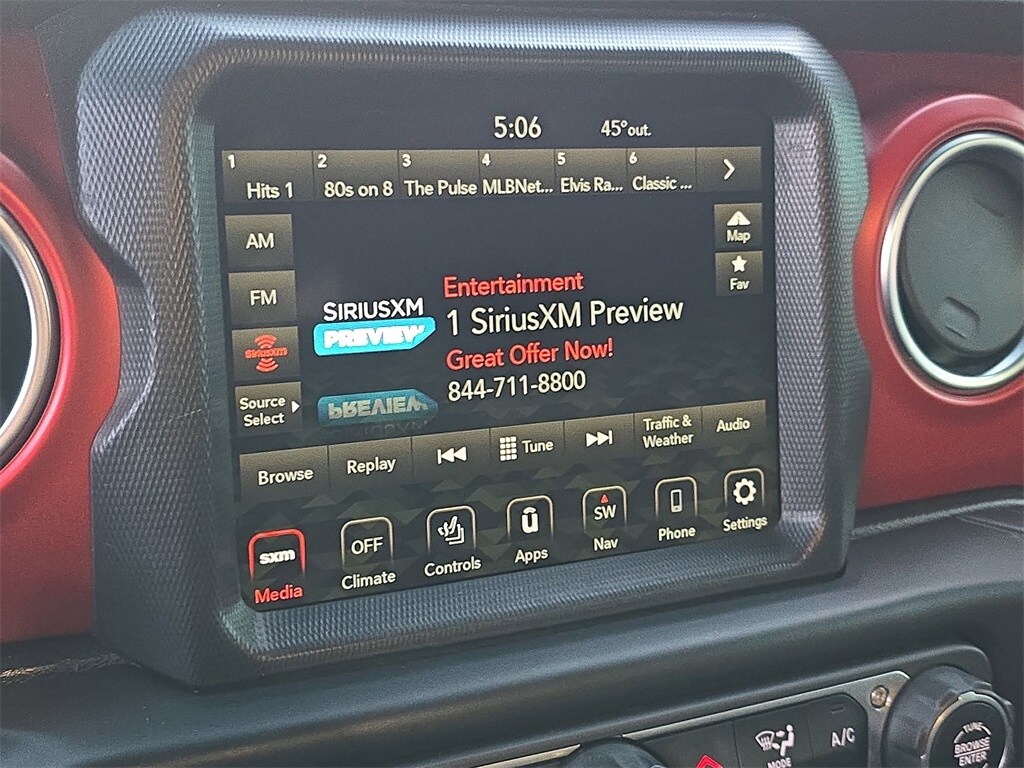 5:06 45°out.
1 2 3 4 5 6
Hits 1 80s on 8 The Pulse MLBNet... Elvis Ra... Classic ...
AM
Map
FM
Fav
SiriusXM
Source
Select
SIRIUSXM
PREVIEW
Entertainment
1 SiriusXM Preview
Great Offer Now!
844-711-8800
PREVIEW
Browse Replay Tune Traffic & Audio
Weather
sxm OFF SW
Media Climate Controls Apps Nav Phone Settings
MODE A/C
TUNE
BROWSE
ENTER